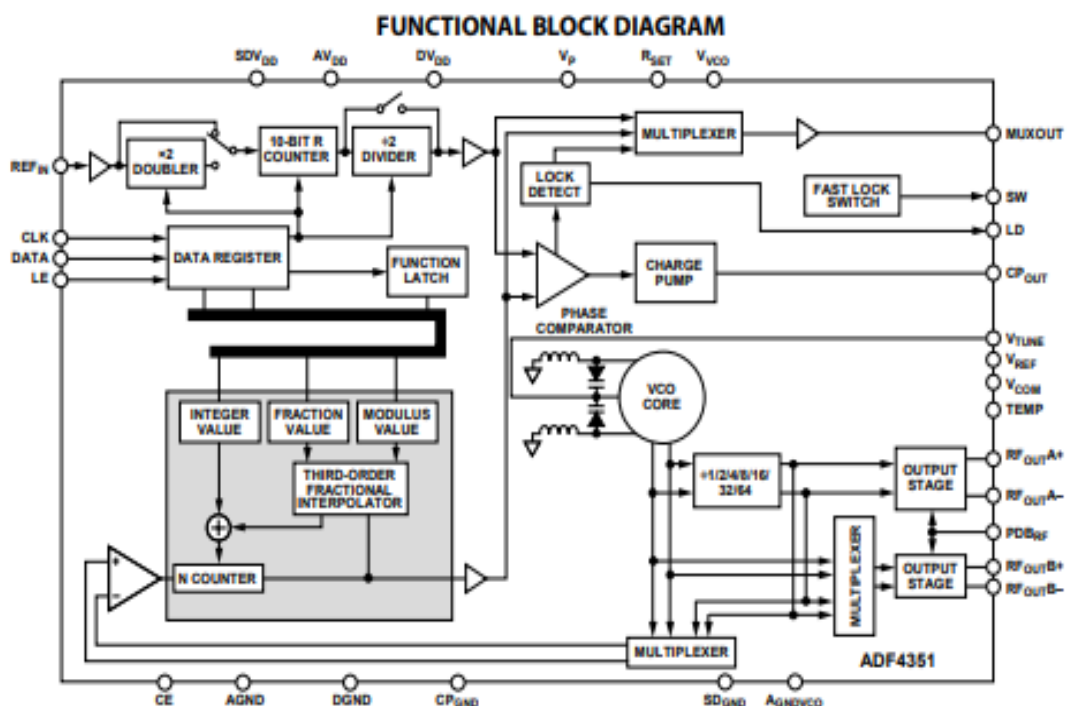 FUNCTIONAL BLOCK DIAGRAM
SDVDD
AVDD
DVDD
VP
RSET
VVCO
REFIN
×2
DOUBLER
10-BIT R
COUNTER
÷2
DIVIDER
MULTIPLEXER
MUXOUT
LOCK
DETECT
FAST LOCK
SWITCH
SW
LD
CLK
DATA
LE
DATA REGISTER
FUNCTION
LATCH
CHARGE
PUMP
CPOUT
PHASE
COMPARATOR
VTUNE
VREF
VCOM
TEMP
VCO
CORE
INTEGER
VALUE
FRACTION
VALUE
MODULUS
VALUE
THIRD-ORDER
FRACTIONAL
INTERPOLATOR
+
N COUNTER
+
−
÷1/2/4/8/16/
32/64
OUTPUT
STAGE
RFOUTA+
RFOUTA−
PDBRF
MULTIPLEXER
OUTPUT
STAGE
RFOUTB+
RFOUTB−
MULTIPLEXER
ADF4351
CE
AGND
DGND
CPGND
SDGND
AGNDVCO